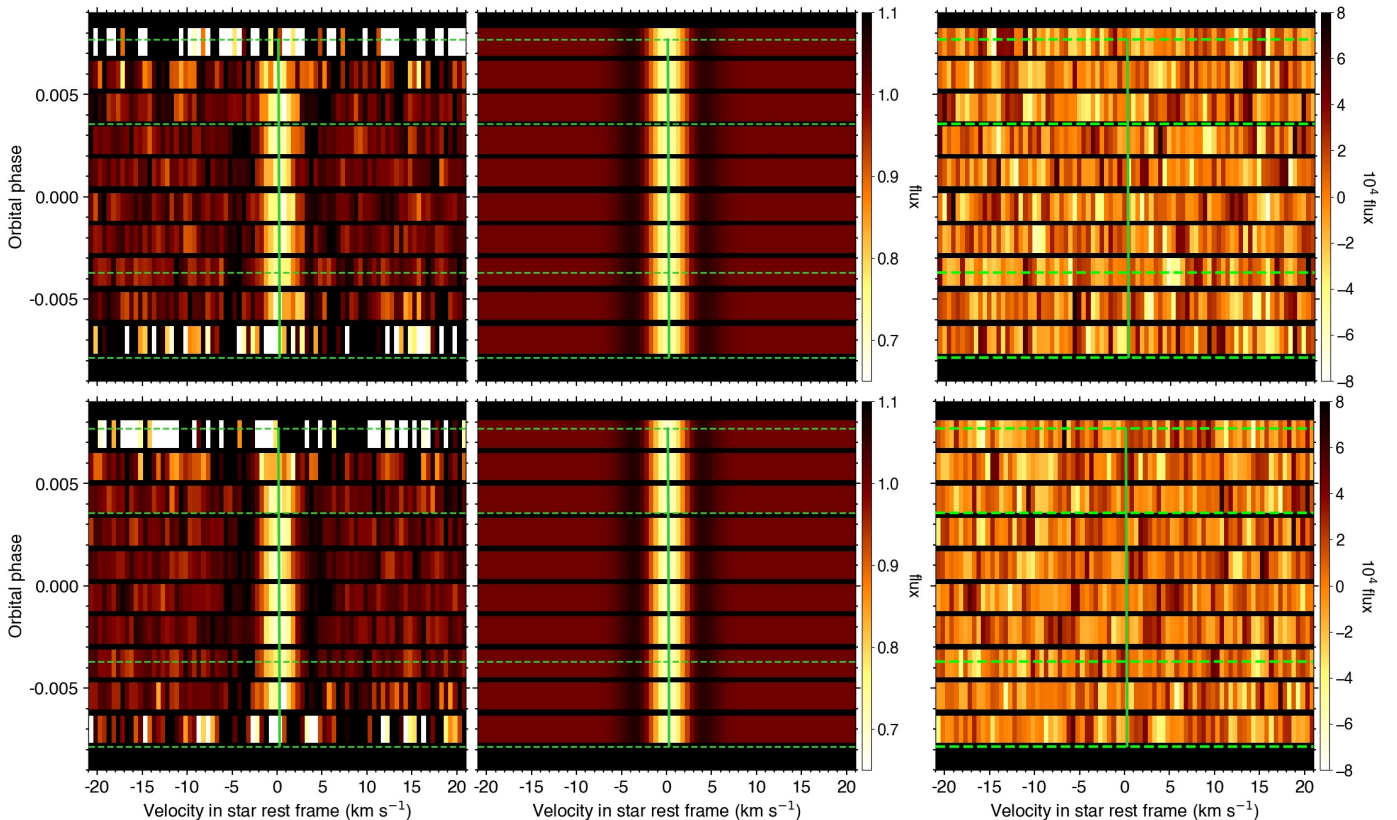 1.1
1.0
0.9
0.8
0.7
flux
8
6
4
2
0
−2
−4
−6
−8
10⁴ flux
0.005
0.000
-0.005
Orbital phase
1.1
1.0
0.9
0.8
0.7
flux
8
6
4
2
0
−2
−4
−6
−8
10⁴ flux
0.005
0.000
-0.005
Orbital phase
-20 -15 -10 -5 0 5 10 15 20
-20 -15 -10 -5 0 5 10 15 20
-20 -15 -10 -5 0 5 10 15 20
Velocity in star rest frame (km s⁻¹)
Velocity in star rest frame (km s⁻¹)
Velocity in star rest frame (km s⁻¹)